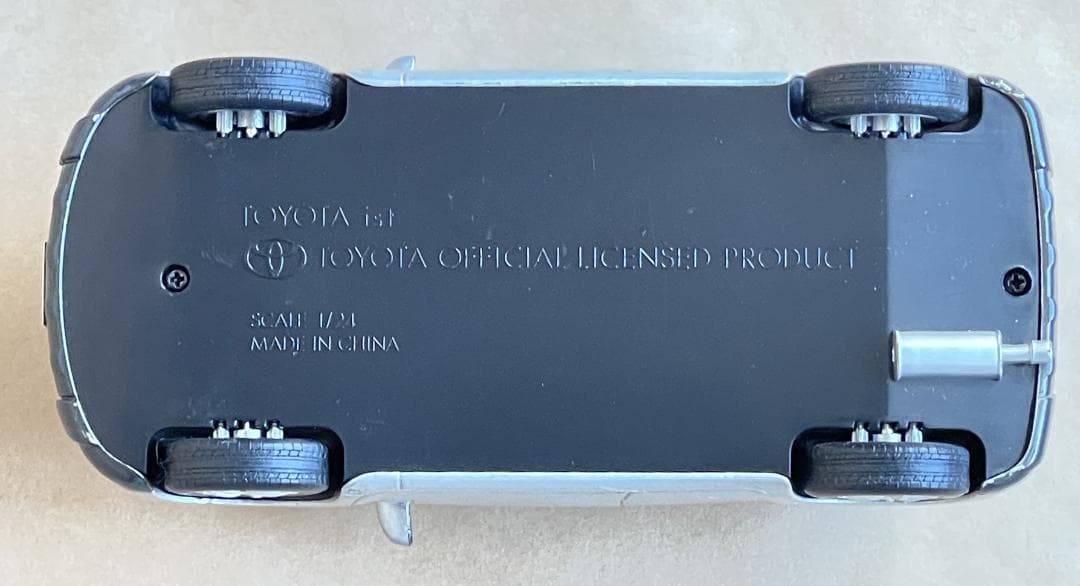 TOYOTA ist
TOYOTA OFFICIAL LICENSED PRODUCT
SCALE 1/24
MADE IN CHINA